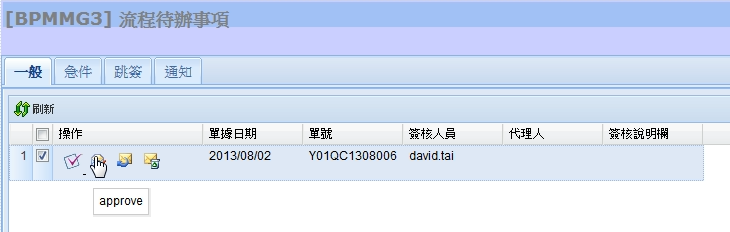 [BPMMG3] 流程待辦事項
一般 急件 跳簽 通知
刷新
操作 單據日期 單號 簽核人員 代理人 簽核說明欄
1 2013/08/02 Y01QC1308006 david.tai
approve